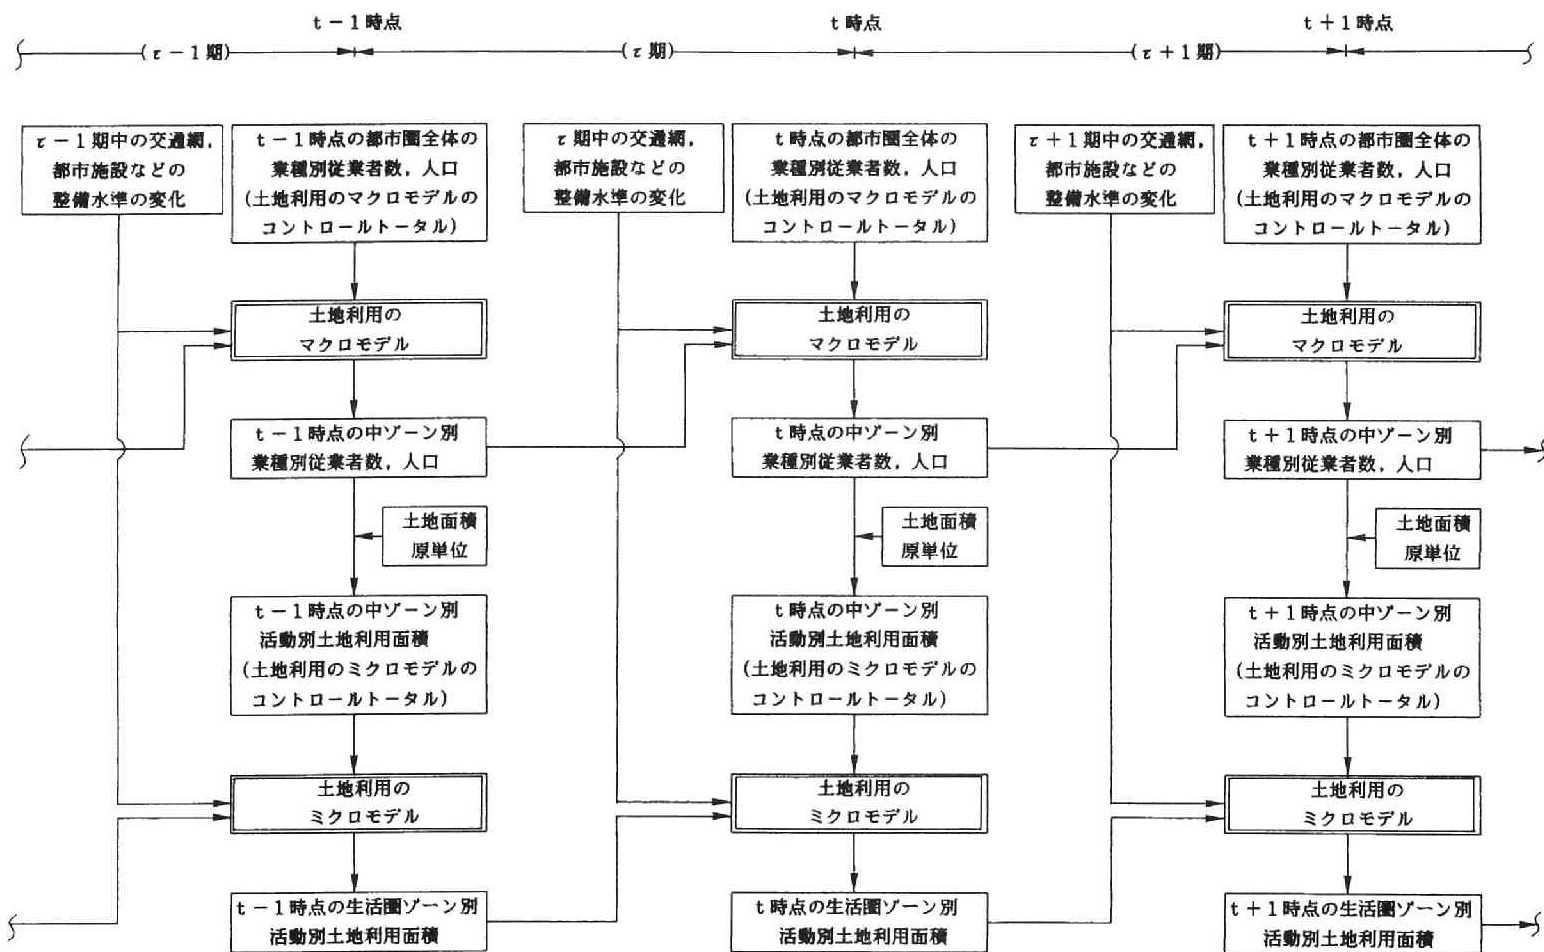 t－1時点
t時点
t＋1時点
(τ－1期)
(τ期)
(τ＋1期)
τ－1期中の交通網,
都市施設などの
整備水準の変化
t－1時点の都市圏全体の
業種別従業者数, 人口
(土地利用のマクロモデルの
コントロールトータル)
土地利用の
マクロモデル
t－1時点の中ゾーン別
業種別従業者数, 人口
土地面積
原単位
t－1時点の中ゾーン別
活動別土地利用面積
(土地利用のミクロモデルの
コントロールトータル)
土地利用の
ミクロモデル
t－1時点の生活圏ゾーン別
活動別土地利用面積
τ期中の交通網,
都市施設などの
整備水準の変化
t時点の都市圏全体の
業種別従業者数, 人口
(土地利用のマクロモデルの
コントロールトータル)
土地利用の
マクロモデル
t時点の中ゾーン別
業種別従業者数, 人口
土地面積
原単位
t時点の中ゾーン別
活動別土地利用面積
(土地利用のミクロモデルの
コントロールトータル)
土地利用の
ミクロモデル
t時点の生活圏ゾーン別
活動別土地利用面積
τ＋1期中の交通網,
都市施設などの
整備水準の変化
t＋1時点の都市圏全体の
業種別従業者数, 人口
(土地利用のマクロモデルの
コントロールトータル)
土地利用の
マクロモデル
t＋1時点の中ゾーン別
業種別従業者数, 人口
土地面積
原単位
t＋1時点の中ゾーン別
活動別土地利用面積
(土地利用のミクロモデルの
コントロールトータル)
土地利用の
ミクロモデル
t＋1時点の生活圏ゾーン別
活動別土地利用面積